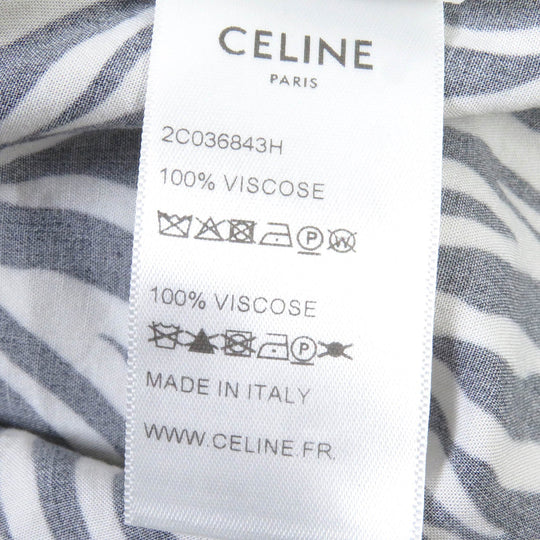 CELINE
PARIS
2C036843H
100% VISCOSE
P W
100% VISCOSE
P
MADE IN ITALY
WWW.CELINE.FR